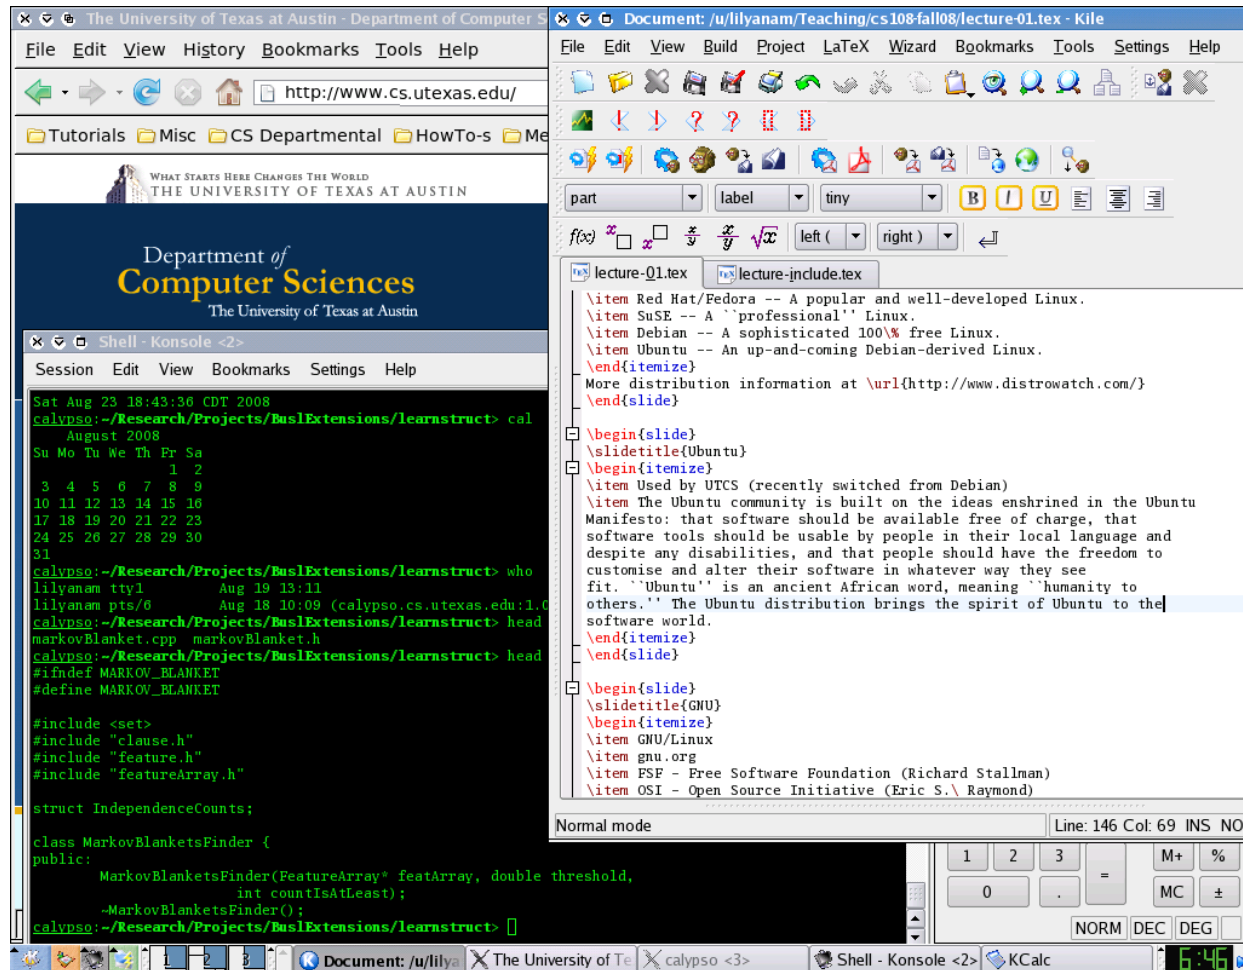 The University of Texas at Austin - Department of Computer S
File Edit View History Bookmarks Tools Help
http://www.cs.utexas.edu/
Tutorials Misc CS Departmental HowTo-s Me
WHAT STARTS HERE CHANGES THE WORLD
THE UNIVERSITY OF TEXAS AT AUSTIN
Department of
Computer Sciences
The University of Texas at Austin
Shell - Konsole <2>
Session Edit View Bookmarks Settings Help
Sat Aug 23 18:43:36 CDT 2008
calypso:~/Research/Projects/BuslExtensions/learnstruct> cal
August 2008
Su Mo Tu We Th Fr Sa
1 2
3 4 5 6 7 8 9
10 11 12 13 14 15 16
17 18 19 20 21 22 23
24 25 26 27 28 29 30
31
calypso:~/Research/Projects/BuslExtensions/learnstruct> who
lilyanam tty1 Aug 19 13:11
lilyanam pts/6 Aug 18 10:09 (calypso.cs.utexas.edu:1.0
calypso:~/Research/Projects/BuslExtensions/learnstruct> head
markovBlanket.cpp markovBlanket.h
calypso:~/Research/Projects/BuslExtensions/learnstruct> head
#ifndef MARKOV_BLANKET
#define MARKOV_BLANKET
#include <set>
#include "clause.h"
#include "feature.h"
#include "featureArray.h"
struct IndependenceCounts;
class MarkovBlanketsFinder {
public:
MarkovBlanketsFinder(FeatureArray* featArray, double threshold,
int countIsAtLeast);
~MarkovBlanketsFinder();
calypso:~/Research/Projects/BuslExtensions/learnstruct>
Document: /u/lilyanam/Teaching/cs108-fall08/lecture-01.tex - Kile
File Edit View Build Project LaTeX Wizard Bookmarks Tools Settings Help
part label tiny B I U
f(x) x x x/y x/y √x left ( right )
lecture-01.tex lecture-include.tex
\item Red Hat/Fedora -- A popular and well-developed Linux.
\item SuSE -- A ``professional'' Linux.
\item Debian -- A sophisticated 100\% free Linux.
\item Ubuntu -- An up-and-coming Debian-derived Linux.
\end{itemize}
More distribution information at \url{http://www.distrowatch.com/}
\end{slide}
\begin{slide}
\slidetitle{Ubuntu}
\begin{itemize}
\item Used by UTCS (recently switched from Debian)
\item The Ubuntu community is built on the ideas enshrined in the Ubuntu
Manifesto: that software should be available free of charge, that
software tools should be usable by people in their local language and
despite any disabilities, and that people should have the freedom to
customise and alter their software in whatever way they see
fit. ``Ubuntu'' is an ancient African word, meaning ``humanity to
others.'' The Ubuntu distribution brings the spirit of Ubuntu to the
software world.
\end{itemize}
\end{slide}
\begin{slide}
\slidetitle{GNU}
\begin{itemize}
\item GNU/Linux
\item gnu.org
\item FSF - Free Software Foundation (Richard Stallman)
\item OSI - Open Source Initiative (Eric S.\ Raymond)
Normal mode Line: 146 Col: 69 INS NO
1 2 3 = M+ %
0 . MC ±
NORM DEC DEG
1 2 3 Document: /u/lilya The University of Te calypso <3> Shell - Konsole <2> KCalc 6:46